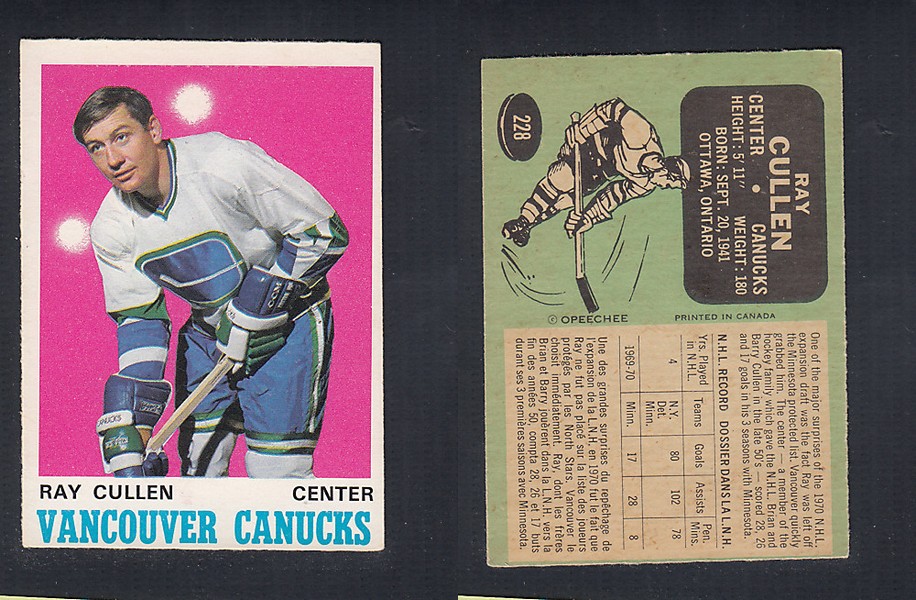 RAY CULLEN CENTER
VANCOUVER CANUCKS
228
RAY
CULLEN
CENTER • CANUCKS
HEIGHT: 5' 11" WEIGHT: 180
BORN: SEPT. 20, 1941
OTTAWA, ONTARIO
© OPEECHEE PRINTED IN CANADA
One of the major surprises of the 1970 N.H.L.
expansion draft was the fact Ray was left off
the Minnesota protected list. Vancouver quickly
grabbed him. The center — a member of the
hockey family which gave the N.H.L. Brian and
Barry Cullen in the late 50's — scored 28, 26
and 17 goals in his 3 seasons with Minnesota.
N.H.L. RECORD DOSSIER DANS LA L.N.H.
Yrs. Played in N.H.L. Teams Goals Assists Pen. Mins.
4 N.Y. Det. Minn. 80 102 78
1969-70 Minn. 17 28 8
Une des grandes surprises du repêchage de
l'expansion de la L.N.H. en 1970 fut le fait que
Ray ne fut pas placé sur la liste des joueurs
protégés par les North Stars. Vancouver le
choisit immédiatement. Ray, dont les frères
Brian et Barry jouèrent dans la L.N.H. vers la
fin des années 50, compta 28, 26 et 17 buts
durant ses 3 premières saisons avec Minnesota.